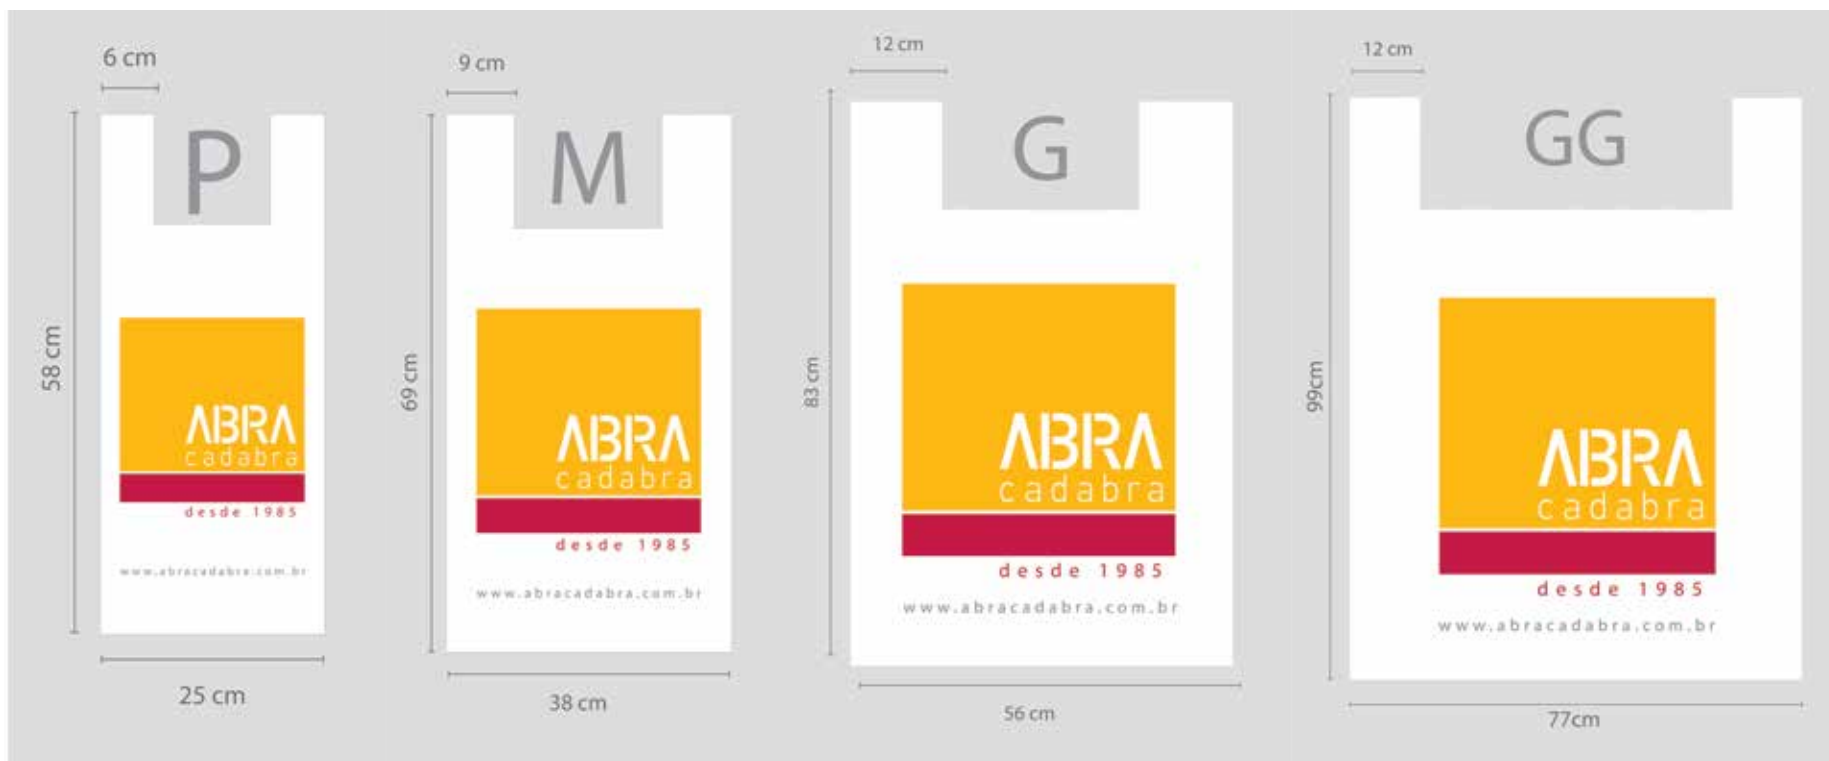 6 cm
P
58 cm
ABRA
cadabra
desde 1985
www.abracadabra.com.br
25 cm
9 cm
M
69 cm
ABRA
cadabra
desde 1985
www.abracadabra.com.br
38 cm
12 cm
G
83 cm
ABRA
cadabra
desde 1985
www.abracadabra.com.br
56 cm
12 cm
GG
99cm
ABRA
cadabra
desde 1985
www.abracadabra.com.br
77cm